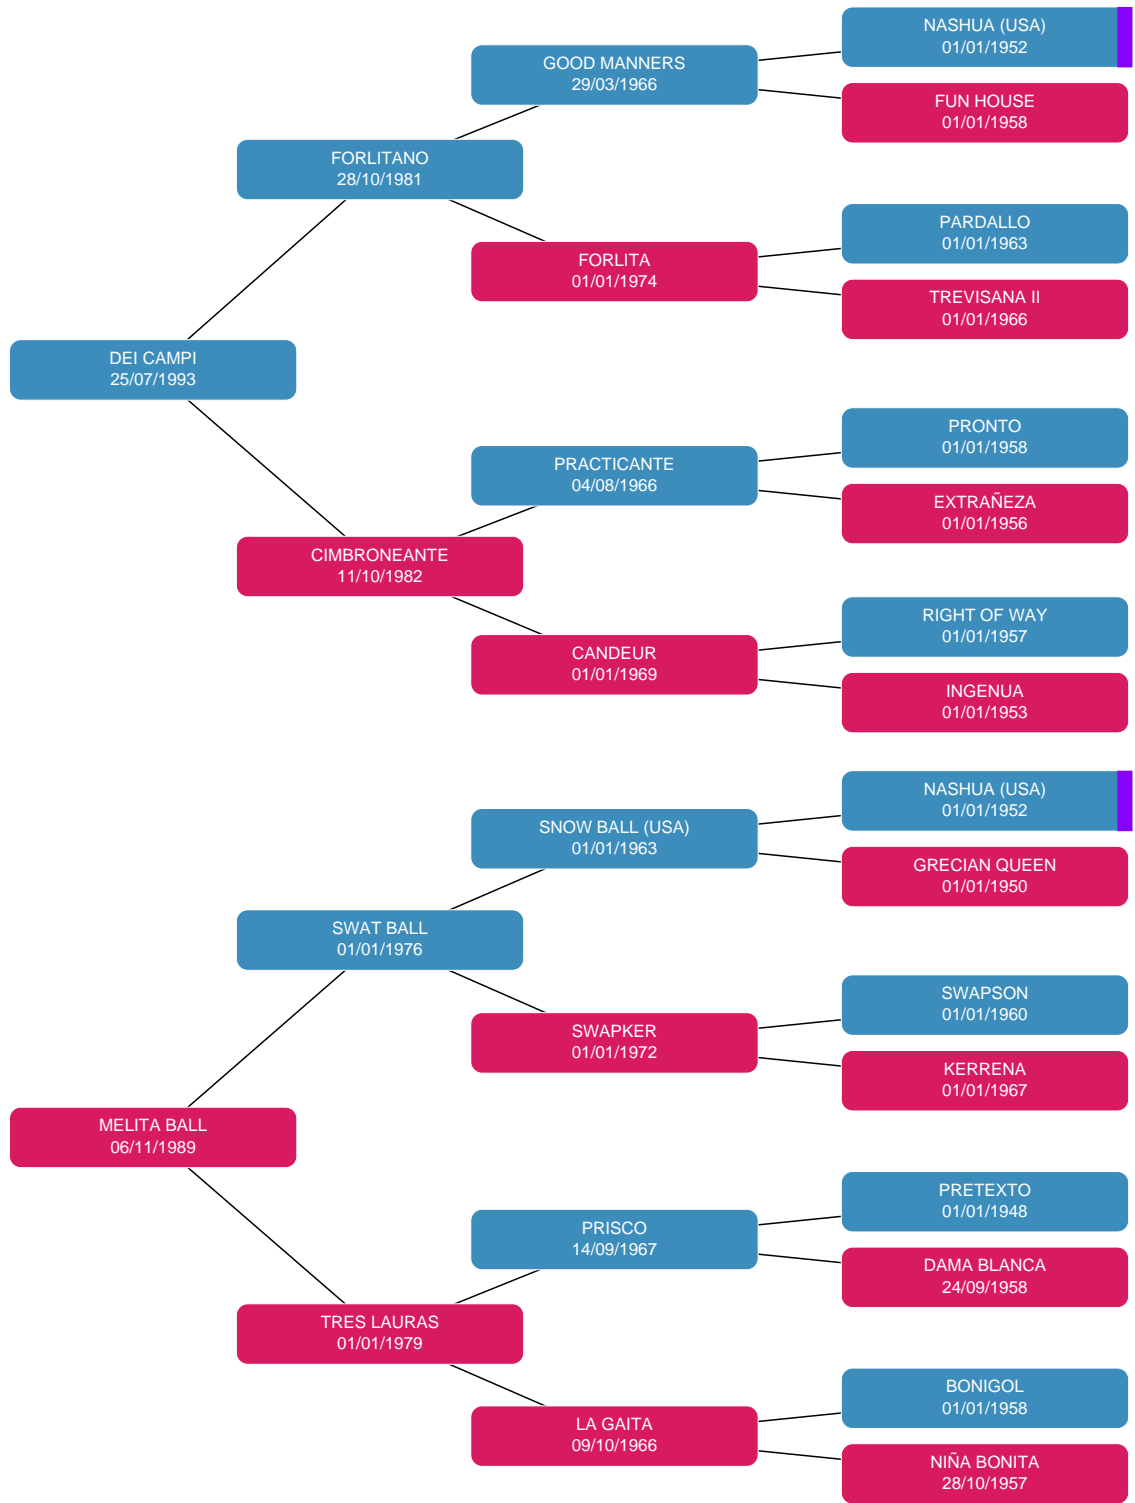 NASHUA (USA)
01/01/1952
GOOD MANNERS
29/03/1966
FUN HOUSE
01/01/1958
FORLITANO
28/10/1981
PARDALLO
01/01/1963
FORLITA
01/01/1974
TREVISANA II
01/01/1966
DEI CAMPI
25/07/1993
PRONTO
01/01/1958
PRACTICANTE
04/08/1966
EXTRAÑEZA
01/01/1956
CIMBRONEANTE
11/10/1982
RIGHT OF WAY
01/01/1957
CANDEUR
01/01/1969
INGENUA
01/01/1953
NASHUA (USA)
01/01/1952
SNOW BALL (USA)
01/01/1963
GRECIAN QUEEN
01/01/1950
SWAT BALL
01/01/1976
SWAPSON
01/01/1960
SWAPKER
01/01/1972
KERRENA
01/01/1967
MELITA BALL
06/11/1989
PRETEXTO
01/01/1948
PRISCO
14/09/1967
DAMA BLANCA
24/09/1958
TRES LAURAS
01/01/1979
BONIGOL
01/01/1958
LA GAITA
09/10/1966
NIÑA BONITA
28/10/1957